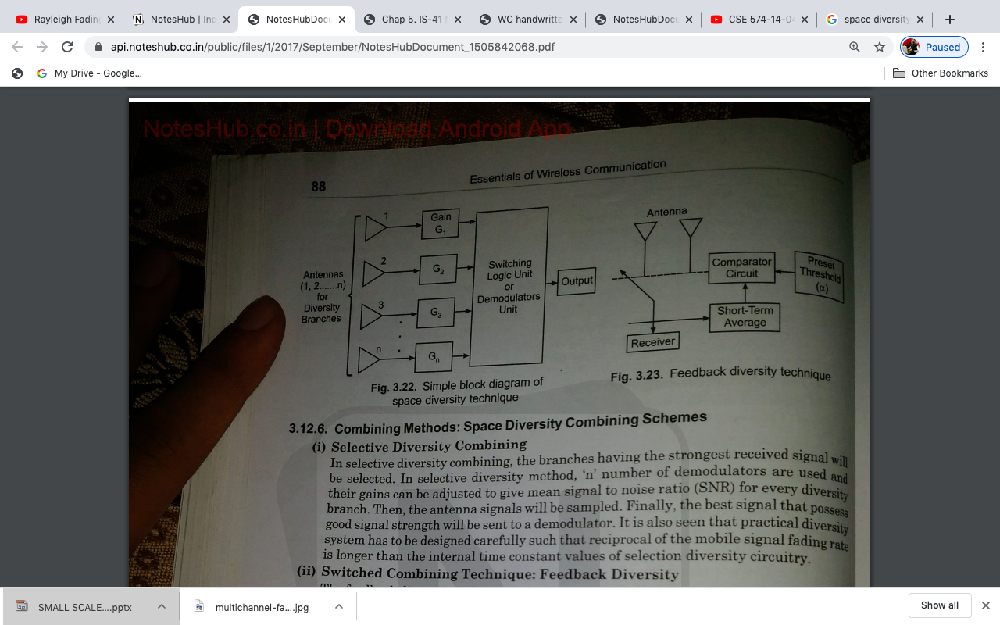 Rayleigh Fadin
NotesHub | Ind
NotesHubDocu
Chap 5. IS-41
WC handwritte
NotesHubDocu
CSE 574-14-04
space diversity
api.noteshub.co.in/public/files/1/2017/September/NotesHubDocument_1505842068.pdf
Paused
My Drive - Google...
Other Bookmarks
NotesHub.co.in | Download Android App
88
Essentials of Wireless Communication
Antennas
(1, 2.......n)
for
Diversity
Branches
1
Gain
G1
2
G2
3
G3
n
Gn
Switching
Logic Unit
or
Demodulators
Unit
Output
Fig. 3.22. Simple block diagram of
space diversity technique
Antenna
Comparator
Circuit
Preset
Threshold
(α)
Short-Term
Average
Receiver
Fig. 3.23. Feedback diversity technique
3.12.6. Combining Methods: Space Diversity Combining Schemes
(i) Selective Diversity Combining
In selective diversity combining, the branches having the strongest received signal will
be selected. In selective diversity method, ‘n’ number of demodulators are used and
their gains can be adjusted to give mean signal to noise ratio (SNR) for every diversity
branch. Then, the antenna signals will be sampled. Finally, the best signal that possess
good signal strength will be sent to a demodulator. It is also seen that practical diversity
system has to be designed carefully such that reciprocal of the mobile signal fading rate
is longer than the internal time constant values of selection diversity circuitry.
(ii) Switched Combining Technique: Feedback Diversity
SMALL SCALE....pptx
multichannel-fa....jpg
Show all